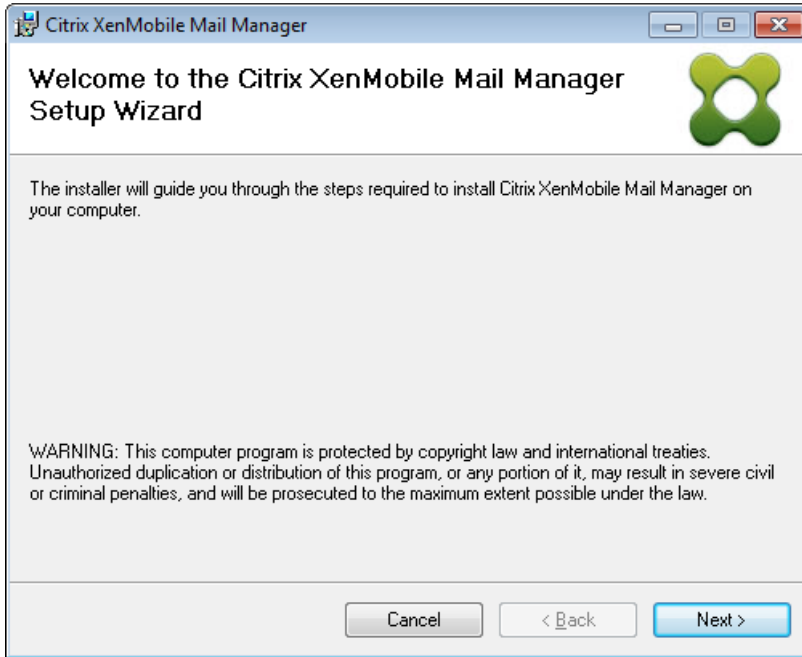 Citrix XenMobile Mail Manager
Welcome to the Citrix XenMobile Mail Manager
Setup Wizard
The installer will guide you through the steps required to install Citrix XenMobile Mail Manager on
your computer.
WARNING: This computer program is protected by copyright law and international treaties.
Unauthorized duplication or distribution of this program, or any portion of it, may result in severe civil
or criminal penalties, and will be prosecuted to the maximum extent possible under the law.
Cancel < Back Next >